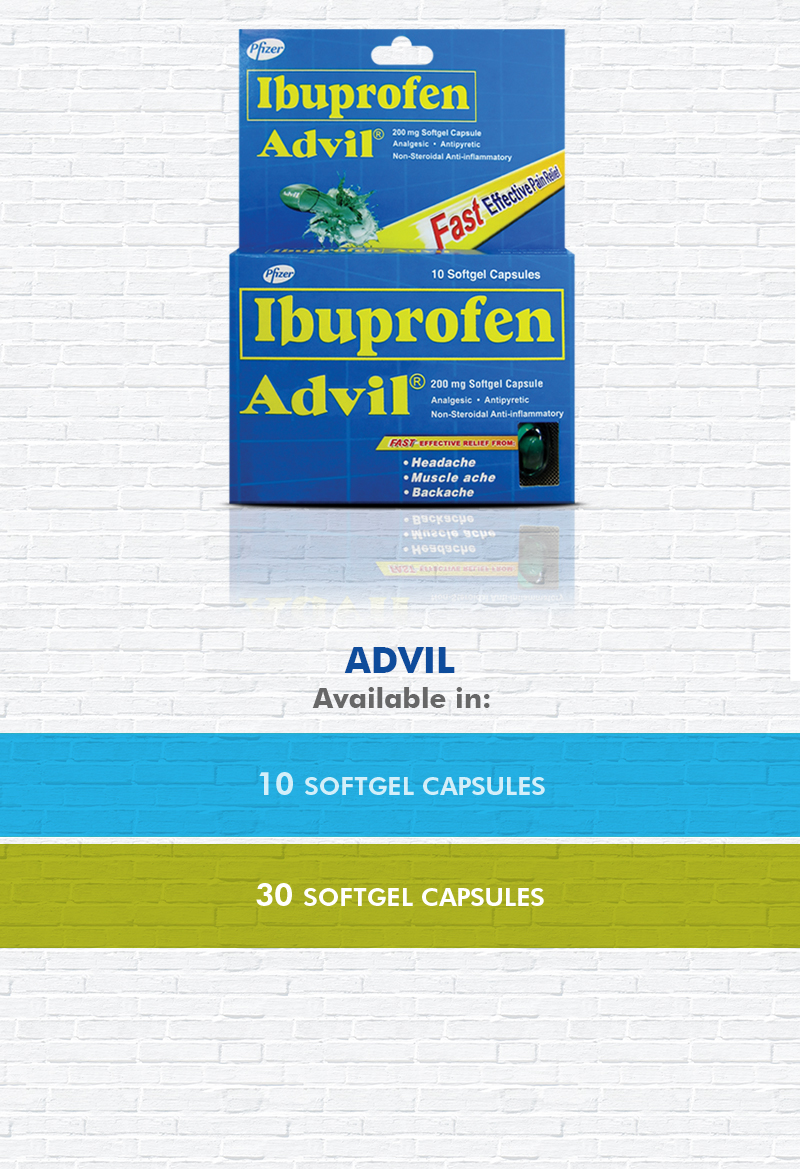 Pfizer
Ibuprofen
Advil®
200 mg Softgel Capsule
Analgesic • Antipyretic
Non-Steroidal Anti-inflammatory
Advil
Fast Effective Pain Relief
Pfizer
10 Softgel Capsules
Ibuprofen
Advil®
200 mg Softgel Capsule
Analgesic • Antipyretic
Non-Steroidal Anti-inflammatory
FAST EFFECTIVE RELIEF FROM:
• Headache
• Muscle ache
• Backache
ADVIL
Available in:
10 SOFTGEL CAPSULES
30 SOFTGEL CAPSULES